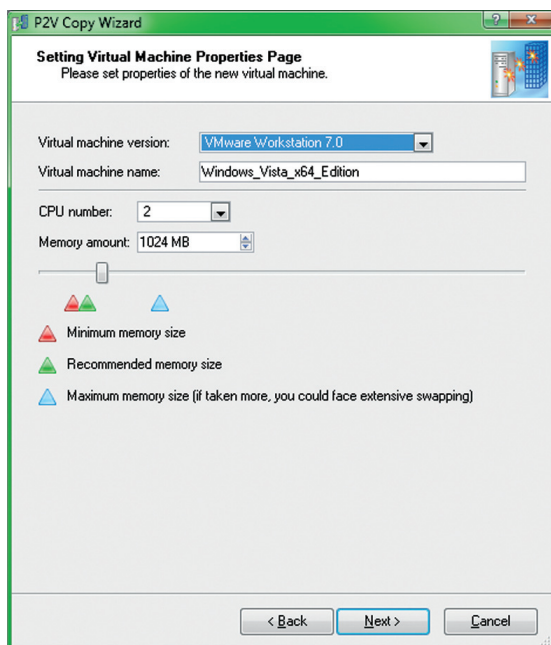 P2V Copy Wizard
Setting Virtual Machine Properties Page
Please set properties of the new virtual machine.
Virtual machine version: VMware Workstation 7.0
Virtual machine name: Windows_Vista_x64_Edition
CPU number: 2
Memory amount: 1024 MB
Minimum memory size
Recommended memory size
Maximum memory size (if taken more, you could face extensive swapping)
< Back Next > Cancel